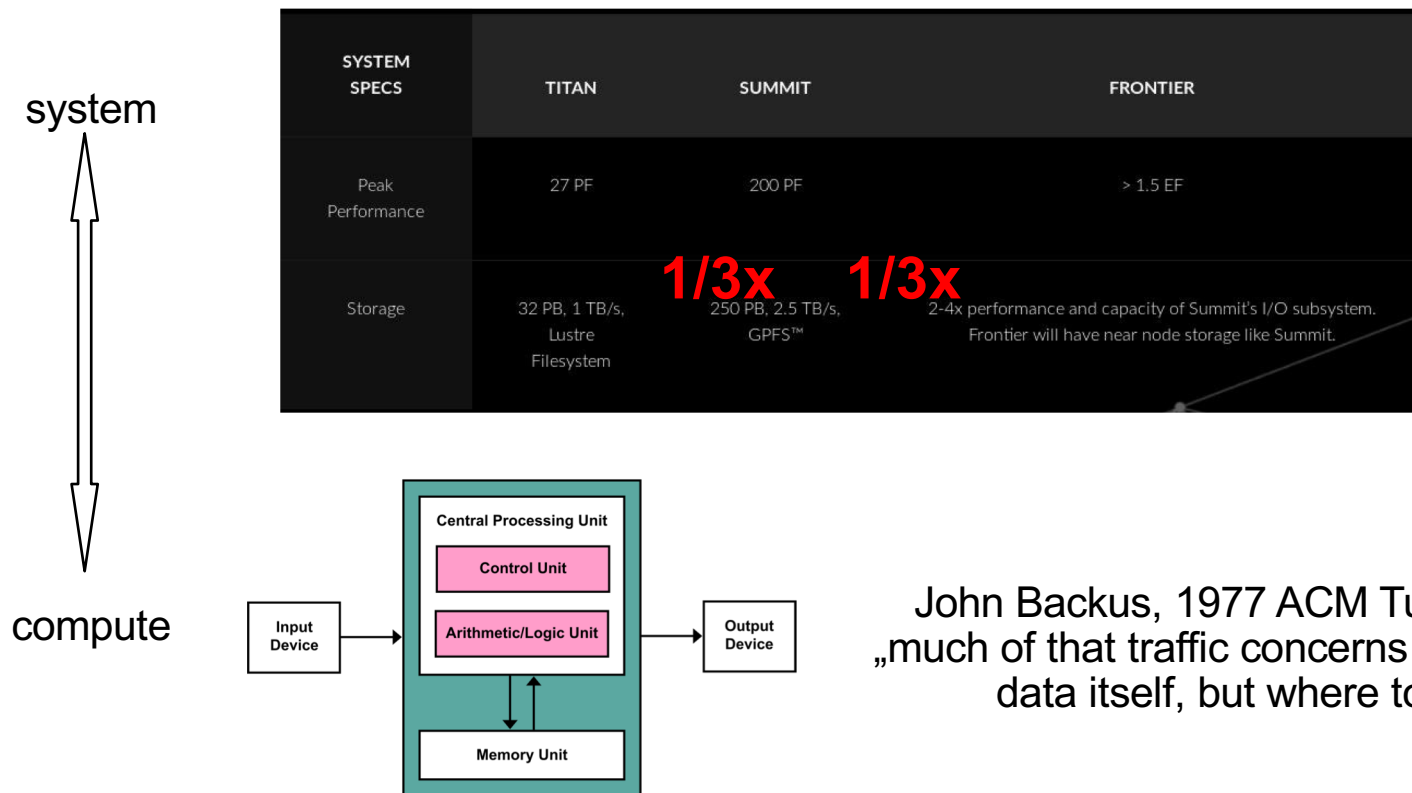 SYSTEM
SPECS
TITAN
SUMMIT
FRONTIER
system
Peak
Performance
27 PF
200 PF
> 1.5 EF
1/3x
1/3x
Storage
32 PB, 1 TB/s,
Lustre
Filesystem
250 PB, 2.5 TB/s,
GPFS™
2-4x performance and capacity of Summit's I/O subsystem.
Frontier will have near node storage like Summit.
compute
Input
Device
Central Processing Unit
Control Unit
Arithmetic/Logic Unit
Memory Unit
Output
Device
John Backus, 1977 ACM
„much of that traffic concerns
data itself, but where